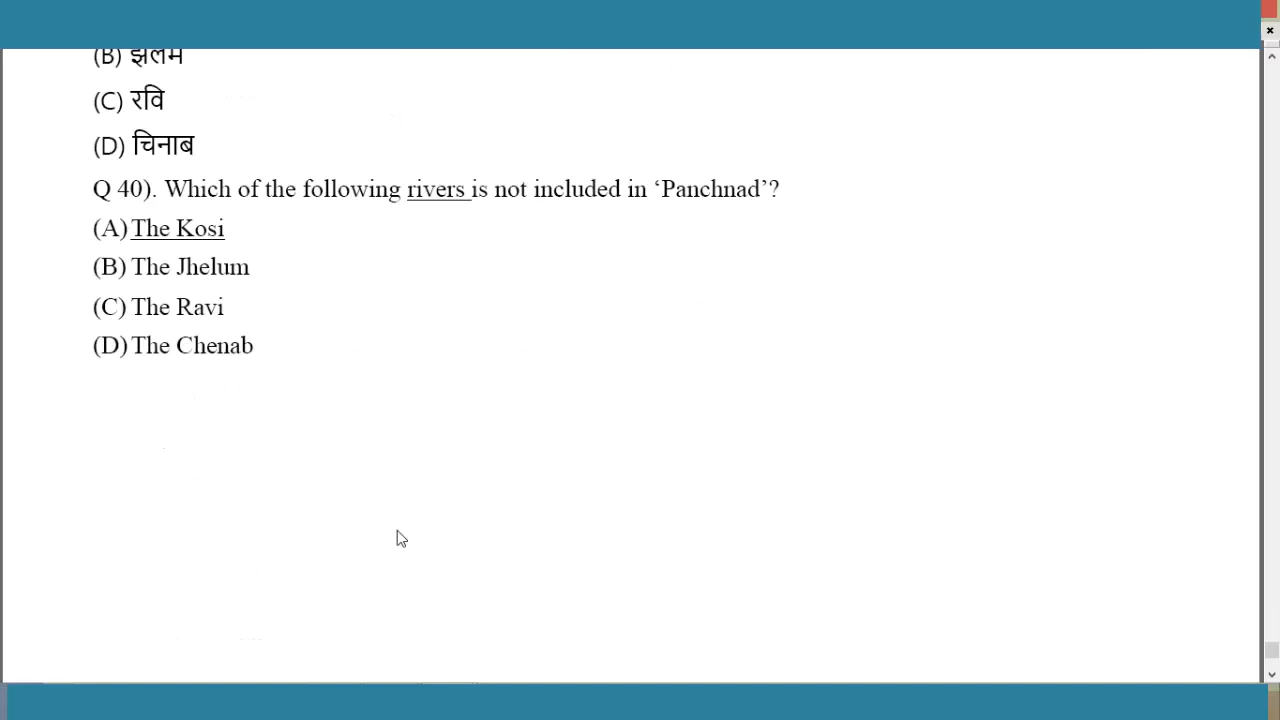 (B) झेलम
(C) रवि
(D) चिनाब
Q 40). Which of the following rivers is not included in ‘Panchnad’?
(A) The Kosi
(B) The Jhelum
(C) The Ravi
(D) The Chenab